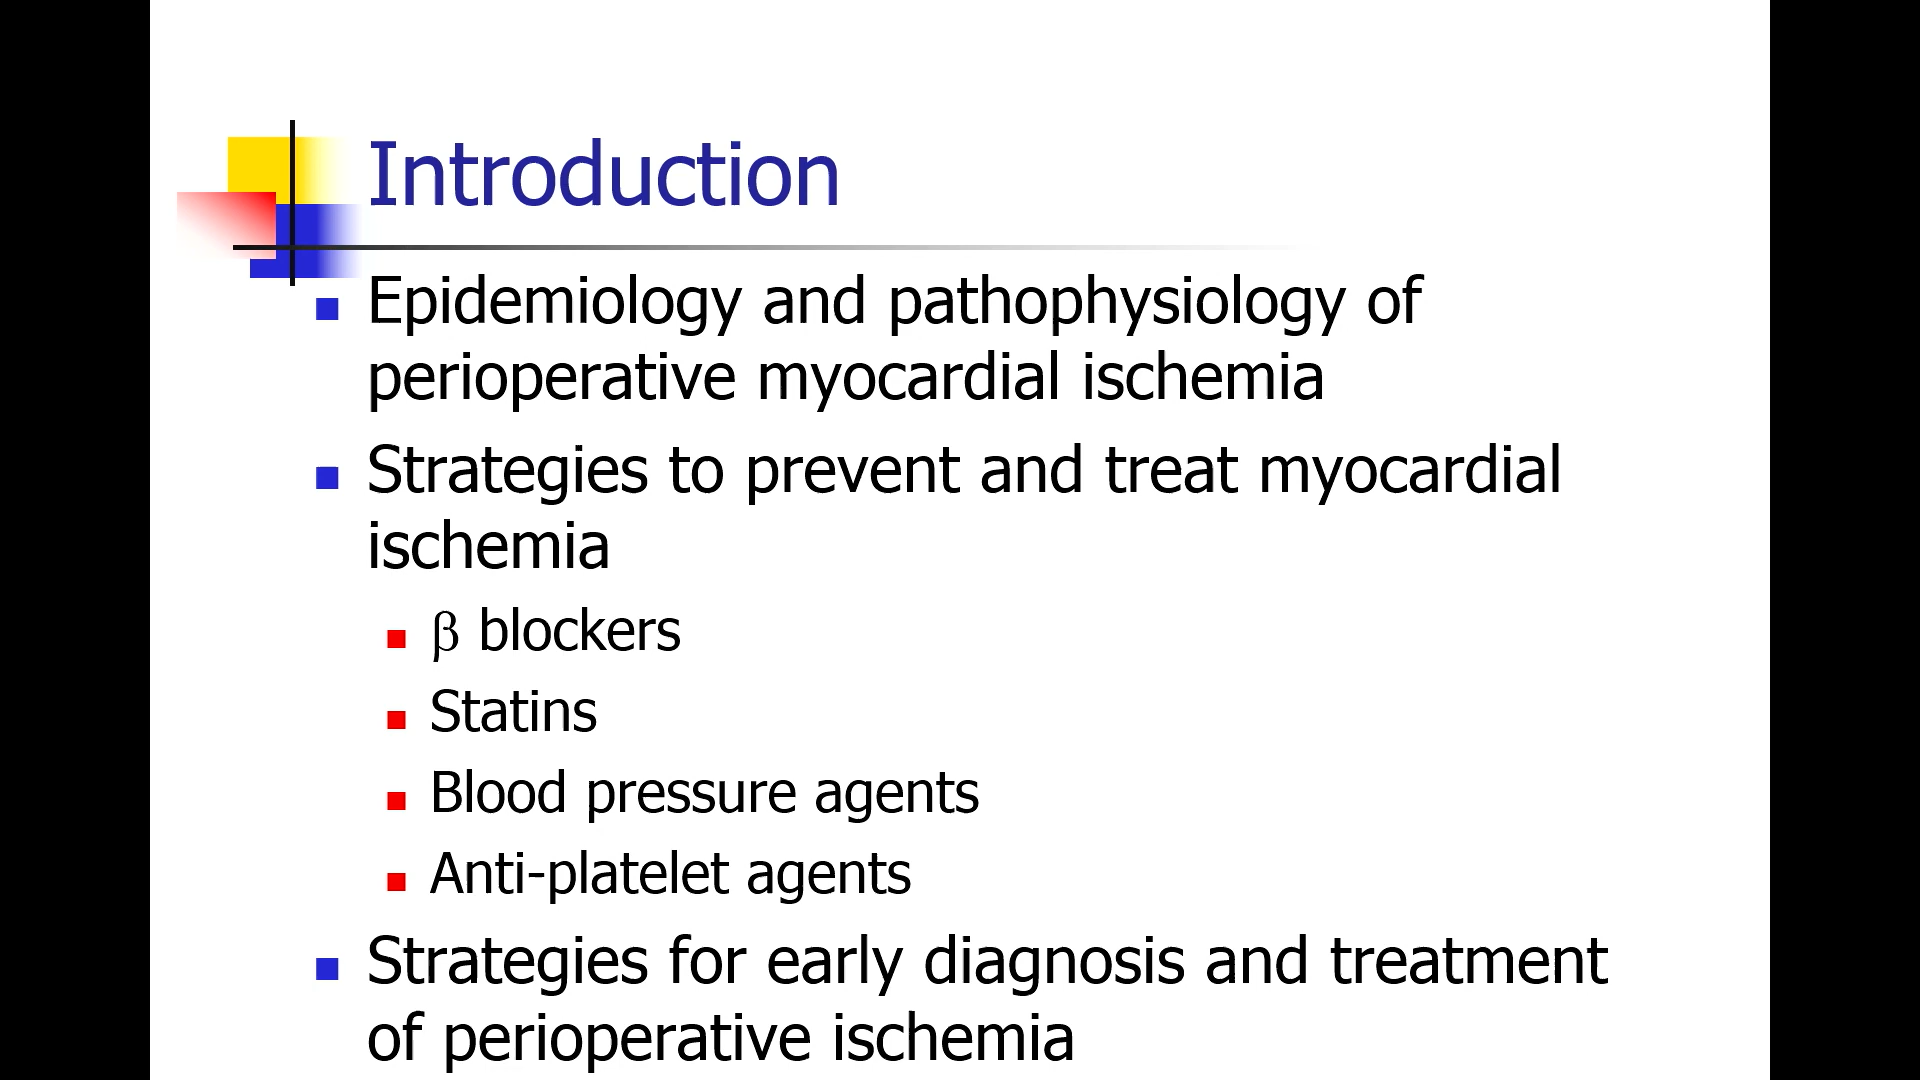 Introduction
Epidemiology and pathophysiology of
perioperative myocardial ischemia
Strategies to prevent and treat myocardial
ischemia
β blockers
Statins
Blood pressure agents
Anti-platelet agents
Strategies for early diagnosis and treatment
of perioperative ischemia